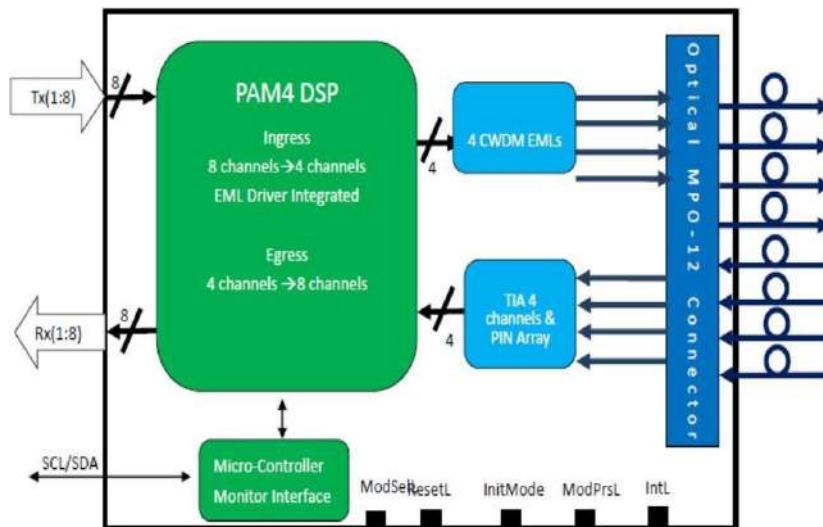 Tx(1:8)
8
PAM4 DSP
Ingress
8 channels→4 channels
EML Driver Integrated
Egress
4 channels →8 channels
4
4 CWDM EMLs
Optical MPO-12 Connector
Rx(1:8)
8
4
TIA 4
channels &
PIN Array
SCL/SDA
Micro-Controller
Monitor Interface
ModSelL
ResetL
InitMode
ModPrsL
IntL